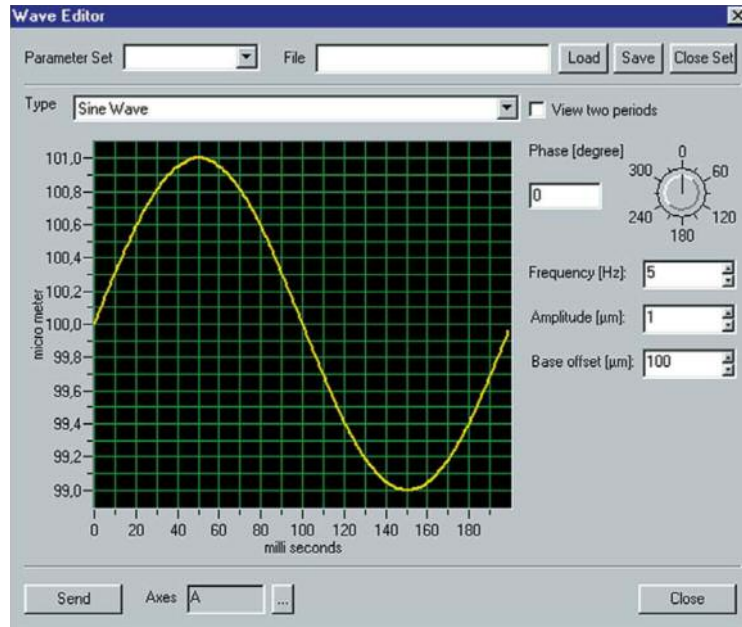 Wave Editor
Parameter Set File Load Save Close Set
Type Sine Wave View two periods
Phase [degree]
0
0
60
120
180
240
300
Frequency [Hz]: 5
Amplitude [µm]: 1
Base offset [µm]: 100
micro meter
101,0
100,8
100,6
100,4
100,2
100,0
99,8
99,6
99,4
99,2
99,0
0 20 40 60 80 100 120 140 160 180
milli seconds
Send Axes A ... Close